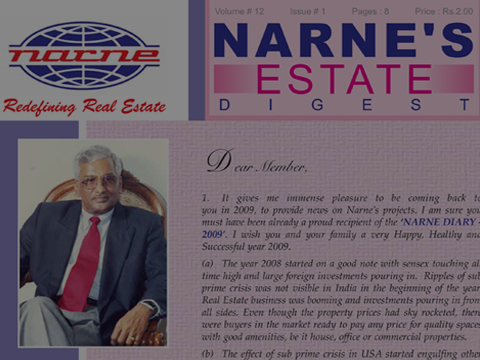 Volume # 12 Issue # 1 Pages : 8 Price : Rs.2.00
narne
Redefining Real Estate
NARNE'S
ESTATE
DIGEST
Dear Member,
1. It gives me immense pleasure to be coming back to
you in 2009, to provide news on Narne's projects. I am sure you
must have been already a proud recipient of the 'NARNE DIARY -
2009'. I wish you and your family a very Happy, Healthy and
Successful year 2009.
(a) The year 2008 started on a good note with sensex touching all
time high and large foreign investments pouring in. Ripples of sub
prime crisis was not visible in India in the beginning of the year.
Real Estate business was booming and investments pouring in from
all sides. Even though the property prices had sky rocketed, there
were buyers in the market ready to pay any price for quality spaces
with good amenities, be it house, office or commercial properties.
(b) The effect of sub prime crisis in USA started engulfing other